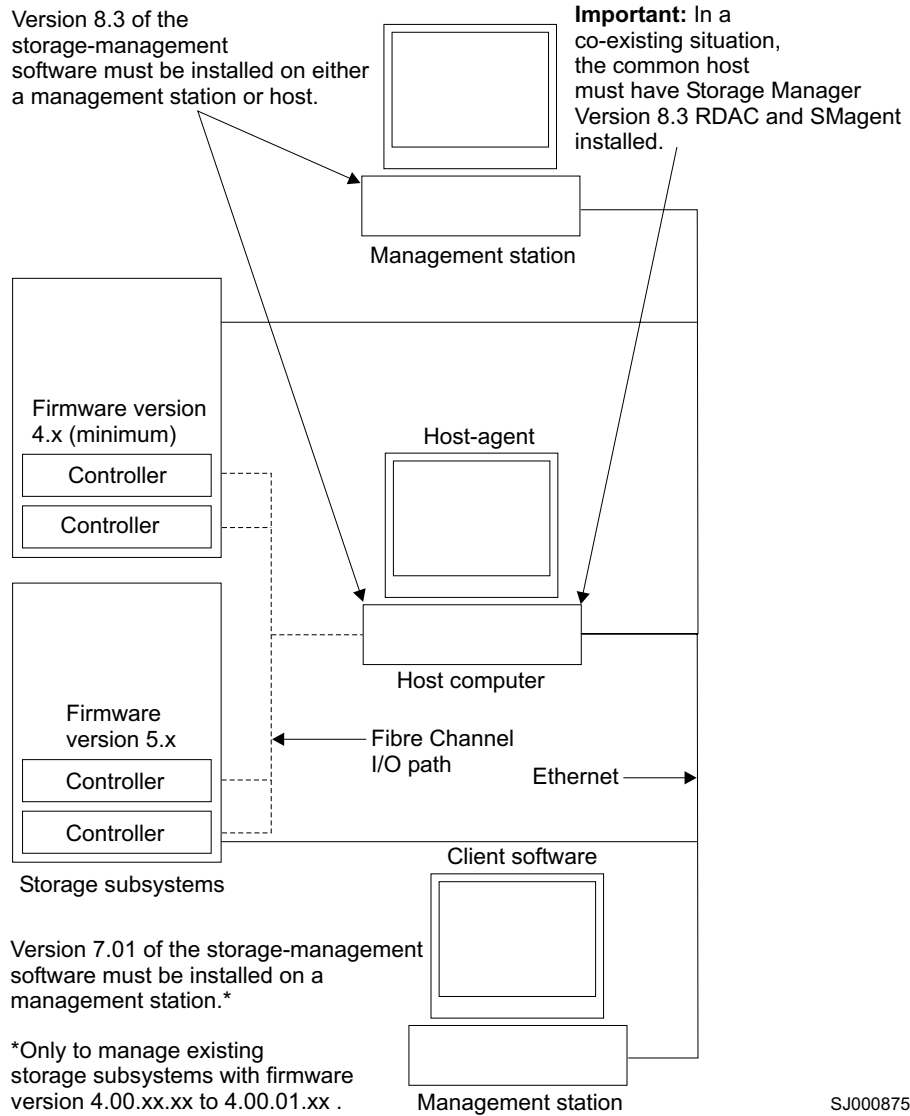 Version 8.3 of the
storage-management
software must be installed on either
a management station or host.
Important: In a
co-existing situation,
the common host
must have Storage Manager
Version 8.3 RDAC and SMagent
installed.
Management station
Firmware version
4.x (minimum)
Controller
Controller
Host-agent
Host computer
Firmware
version 5.x
Controller
Controller
Fibre Channel
I/O path
Ethernet
Storage subsystems
Client software
Version 7.01 of the storage-management
software must be installed on a
management station.*
*Only to manage existing
storage subsystems with firmware
version 4.00.xx.xx to 4.00.01.xx .
Management station
SJ000875